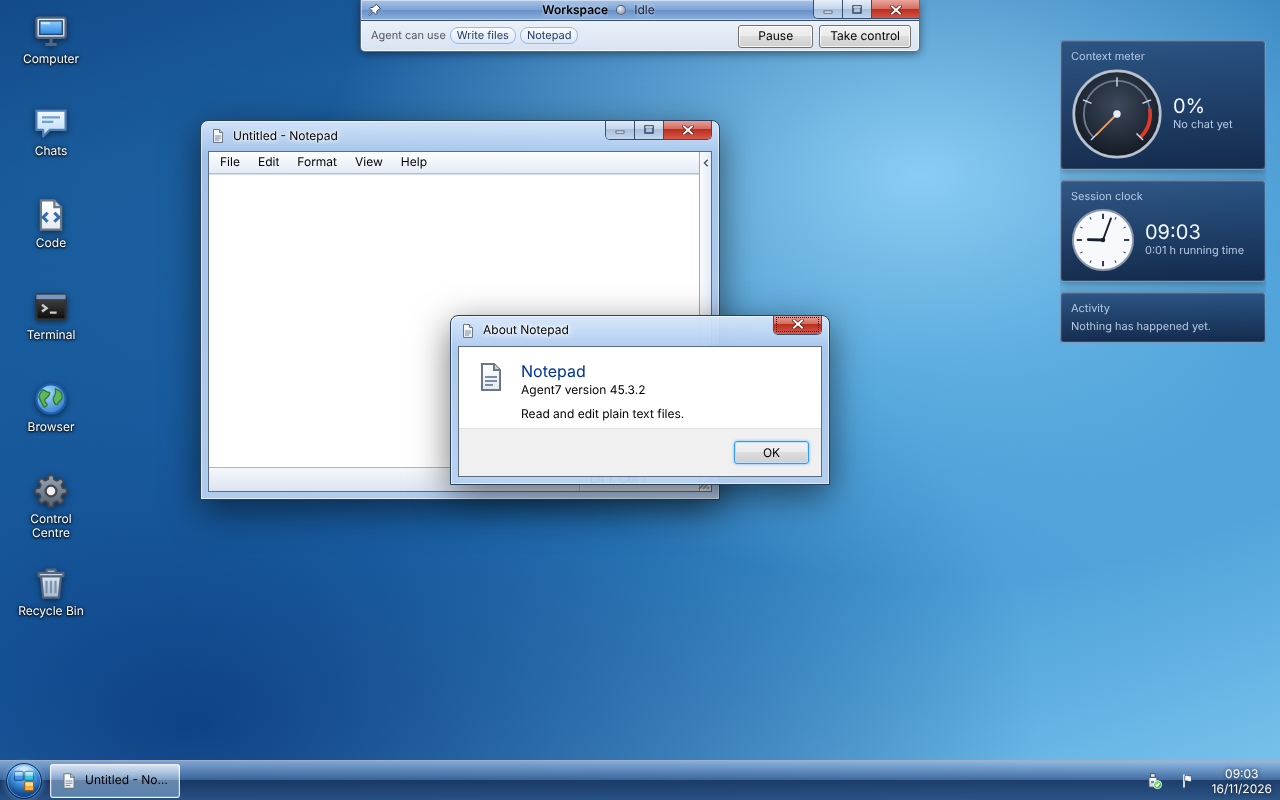 Workspace Idle
Agent can use Write files Notepad Pause Take control
Computer
Chats
Code
Terminal
Browser
Control
Centre
Recycle Bin
Untitled - Notepad
File Edit Format View Help
About Notepad
Notepad
Agent7 version 45.3.2
Read and edit plain text files.
OK
Context meter
0%
No chat yet
Session clock
09:03
0:01 h running time
Activity
Nothing has happened yet.
Untitled - No...
09:03
16/11/2026